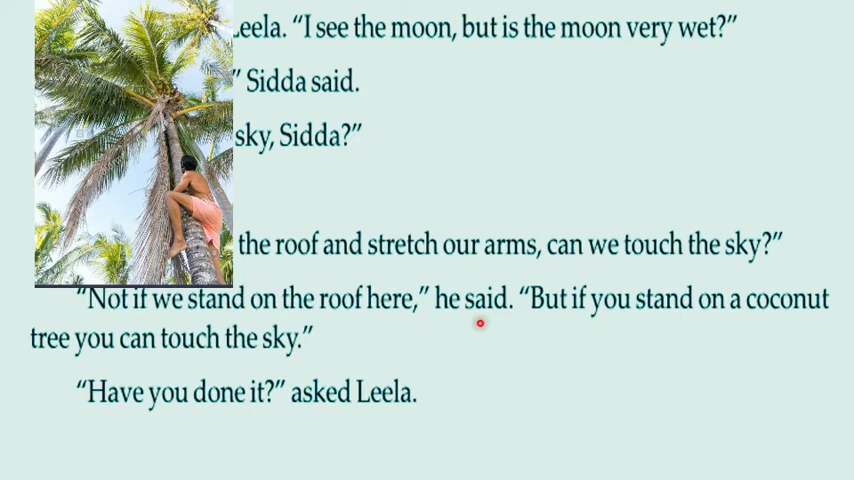 Leela. “I see the moon, but is the moon very wet?”
” Sidda said.
sky, Sidda?”
the roof and stretch our arms, can we touch the sky?”
“Not if we stand on the roof here,” he said. “But if you stand on a coconut
tree you can touch the sky.”
“Have you done it?” asked Leela.